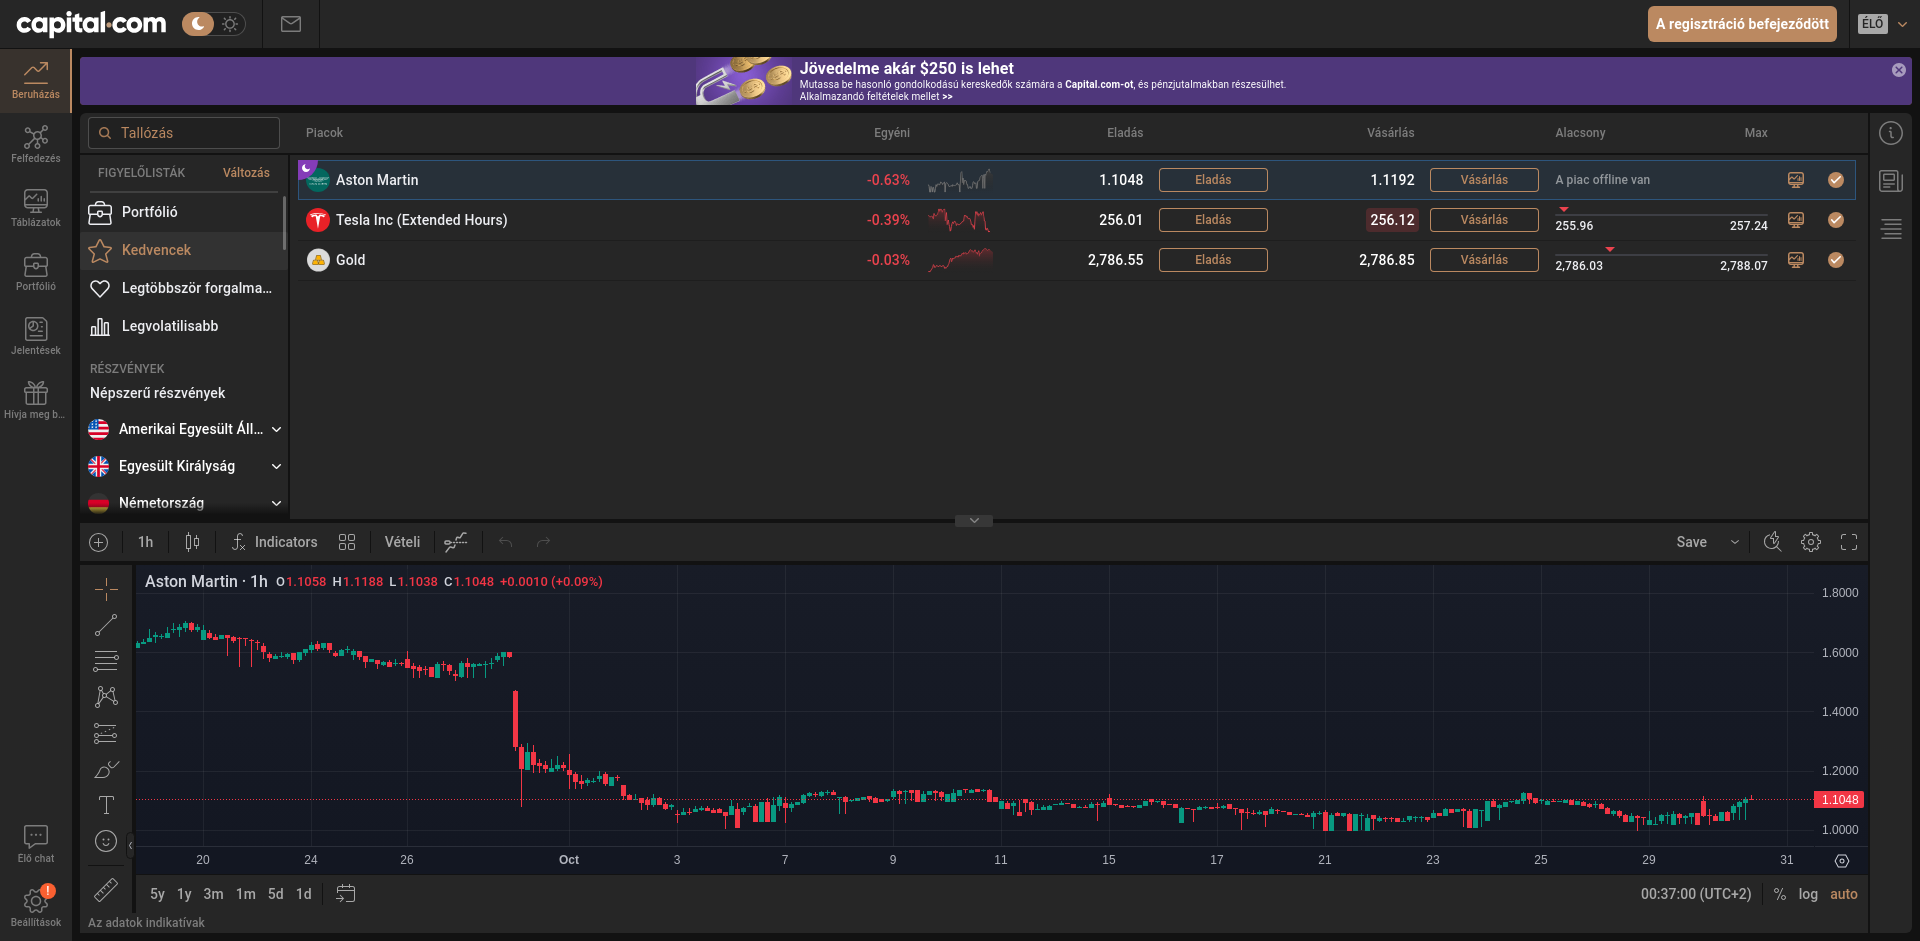 capital.com
A regisztráció befejeződött
ÉLŐ
Beruházás
Felfedezés
Táblázatok
Portfólió
Jelentések
Hívja meg b...
Élő chat
Beállítások
Jövedelme akár $250 is lehet
Mutassa be hasonló gondolkodású kereskedők számára a Capital.com-ot, és pénzjutalmakban részesülhet.
Alkalmazandó feltételek mellet >>
Tallózás
Piacok Egyéni Eladás Vásárlás Alacsony Max
FIGYELŐLISTÁK Változás
Portfólió
Kedvencek
Legtöbbször forgalma...
Legvolatilisabb
RÉSZVÉNYEK
Népszerű részvények
Amerikai Egyesült Áll...
Egyesült Királyság
Németország
Aston Martin -0.63% 1.1048 Eladás 1.1192 Vásárlás A piac offline van
Tesla Inc (Extended Hours) -0.39% 256.01 Eladás 256.12 Vásárlás 255.96 257.24
Gold -0.03% 2,786.55 Eladás 2,786.85 Vásárlás 2,786.03 2,788.07
1h Indicators Vételi Save
Aston Martin · 1h O1.1058 H1.1188 L1.1038 C1.1048 +0.0010 (+0.09%)
1.8000
1.6000
1.4000
1.2000
1.1048
1.0000
20 24 26 Oct 3 7 9 11 15 17 21 23 25 29 31
5y 1y 3m 1m 5d 1d 00:37:00 (UTC+2) % log auto
Az adatok indikatívak